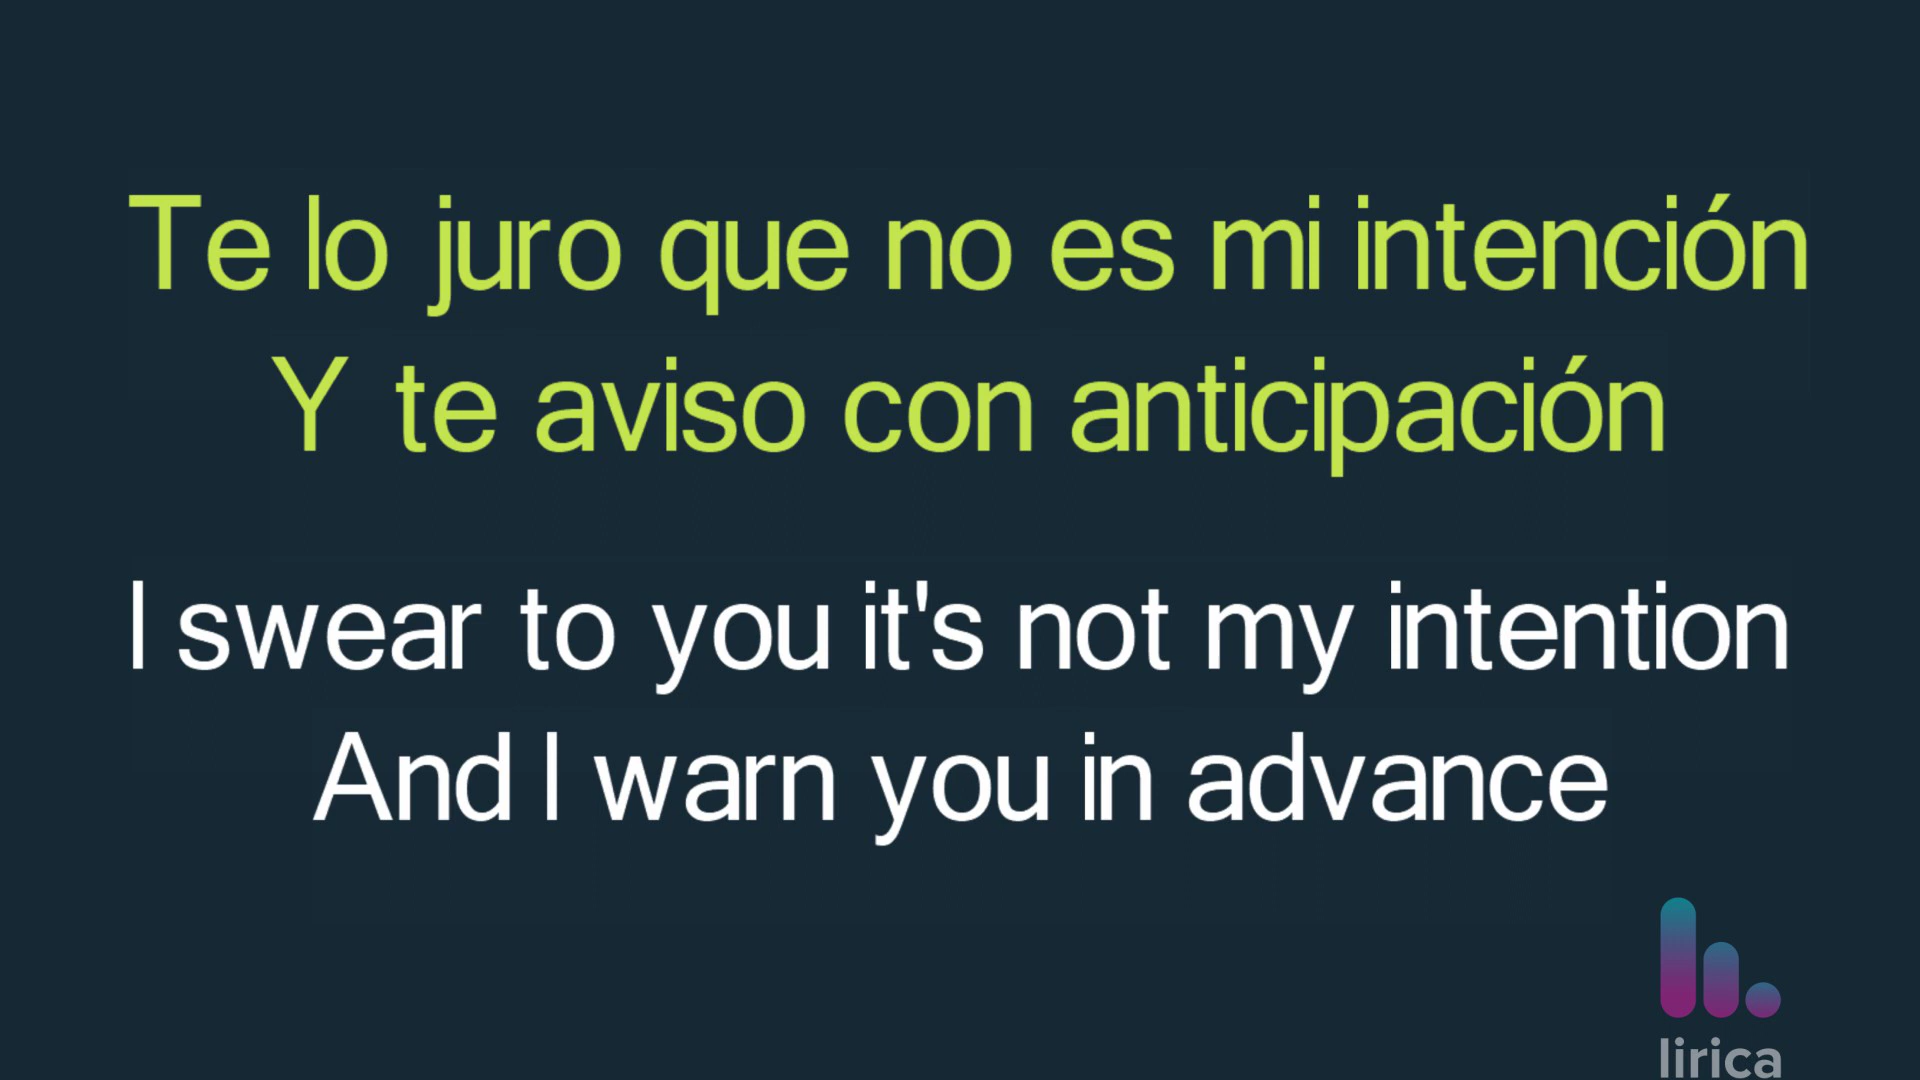 Te lo juro que no es mi intención
Y te aviso con anticipación
I swear to you it's not my intention
And I warn you in advance
lirica